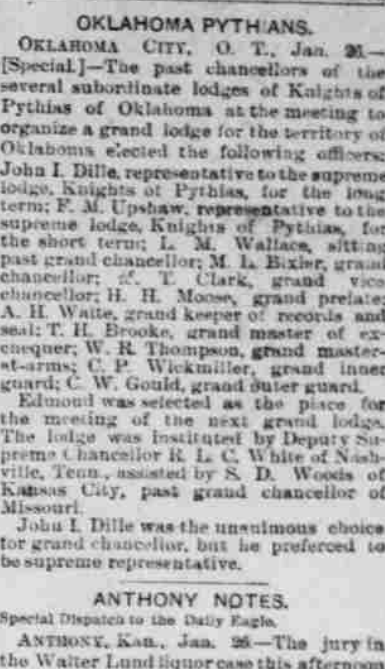 OKLAHOMA PYTHIANS.
OKLAHOMA CITY, O. T., Jan. 26.—
[Special.]—The past chancellors of the
several subordinate lodges of Knights of
Pythias of Oklahoma at the meeting to
organize a grand lodge for the territory of
Oklahoma elected the following officers
John I. Dille, representative to the supreme
lodge, Knights of Pythias, for the long
term; F. M. Upshaw, representative to the
supreme lodge, Knights of Pythias, for
the short term; L. M. Wallace, sitting
past grand chancellor; M. L. Bixler, grand
chancellor; T. Clark, grand vice
chancellor; H. H. Moose, grand prelate
A. H. Waite, grand keeper of records and
seal; T. H. Brooke, grand master of ex-
chequer; W. R. Thompson, grand master-
at-arms; C. P. Wickmiller, grand inner
guard; C. W. Gould, grand outer guard.
Edmond was selected as the place for
the meeting of the next grand lodge.
The lodge was instituted by Deputy Su-
preme Chancellor R. L. C. White of Nash-
ville, Tenn., assisted by S. D. Woods of
Kansas City, past grand chancellor of
Missouri.
John I. Dille was the unanimous choice
for grand chancellor, but he preferred to
be supreme representative.
ANTHONY NOTES.
Special Dispatch to the Daily Eagle.
ANTHONY, Kan., Jan. 26.—The jury in
the Walter Lund liquor case this afternoon